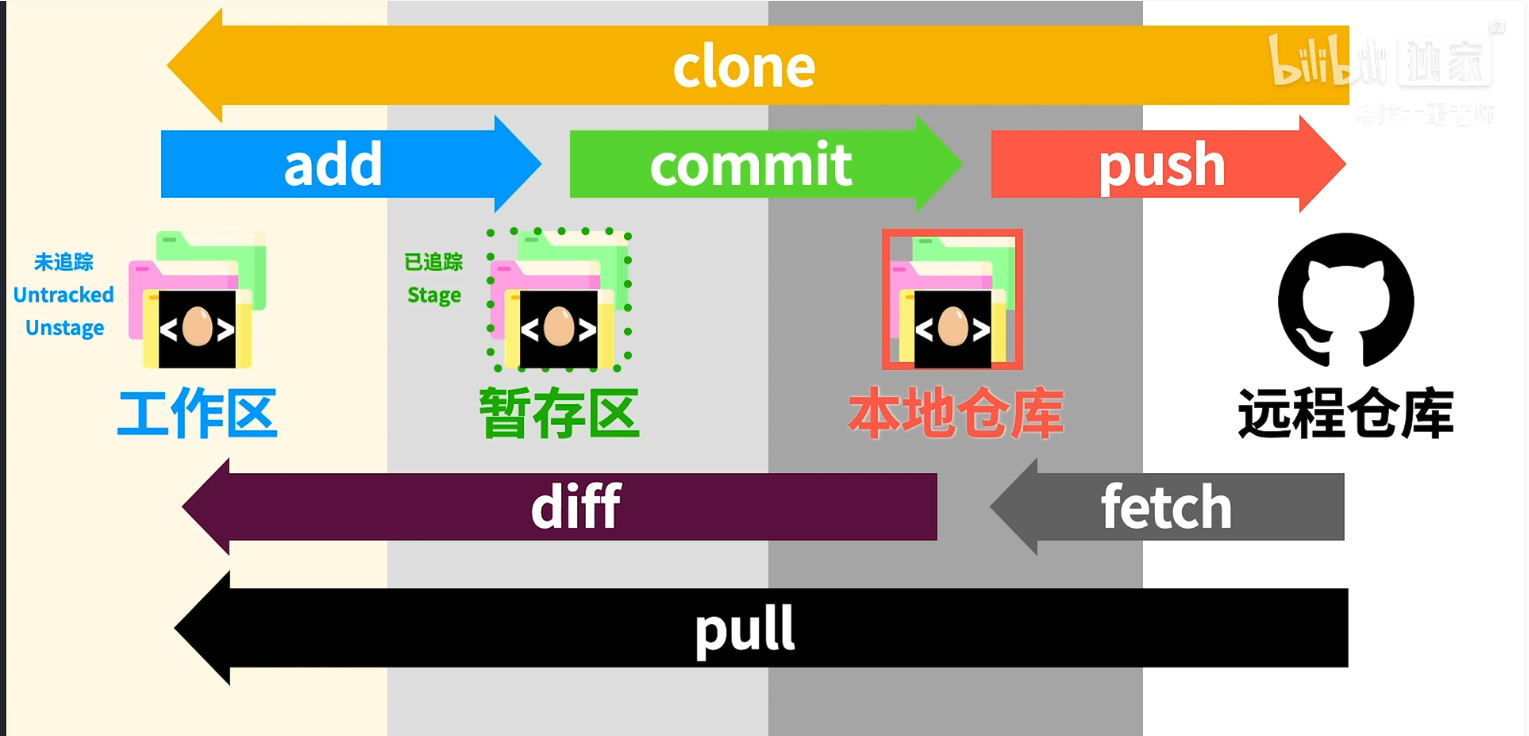 clone
bilibili 独家
add
commit
push
未追踪
Untracked
Unstage
已追踪
Stage
< >
< >
< >
工作区
暂存区
本地仓库
远程仓库
diff
fetch
pull